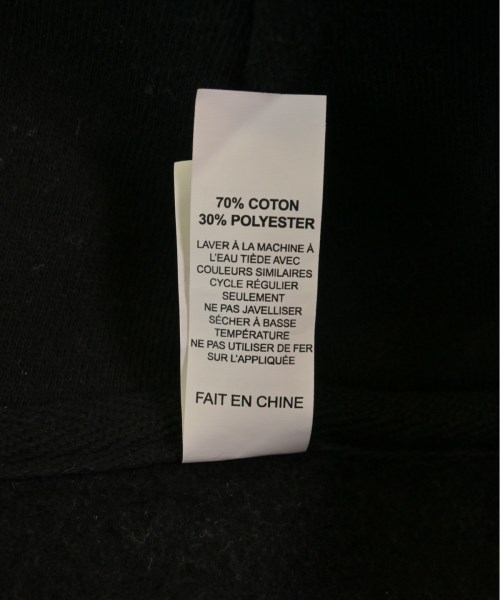 70% COTON
30% POLYESTER
LAVER À LA MACHINE À
L'EAU TIÈDE AVEC
COULEURS SIMILAIRES
CYCLE RÉGULIER
SEULEMENT
NE PAS JAVELLISER
SÉCHER À BASSE
TEMPÉRATURE
NE PAS UTILISER DE FER
SUR L'APPLIQUÉE
FAIT EN CHINE